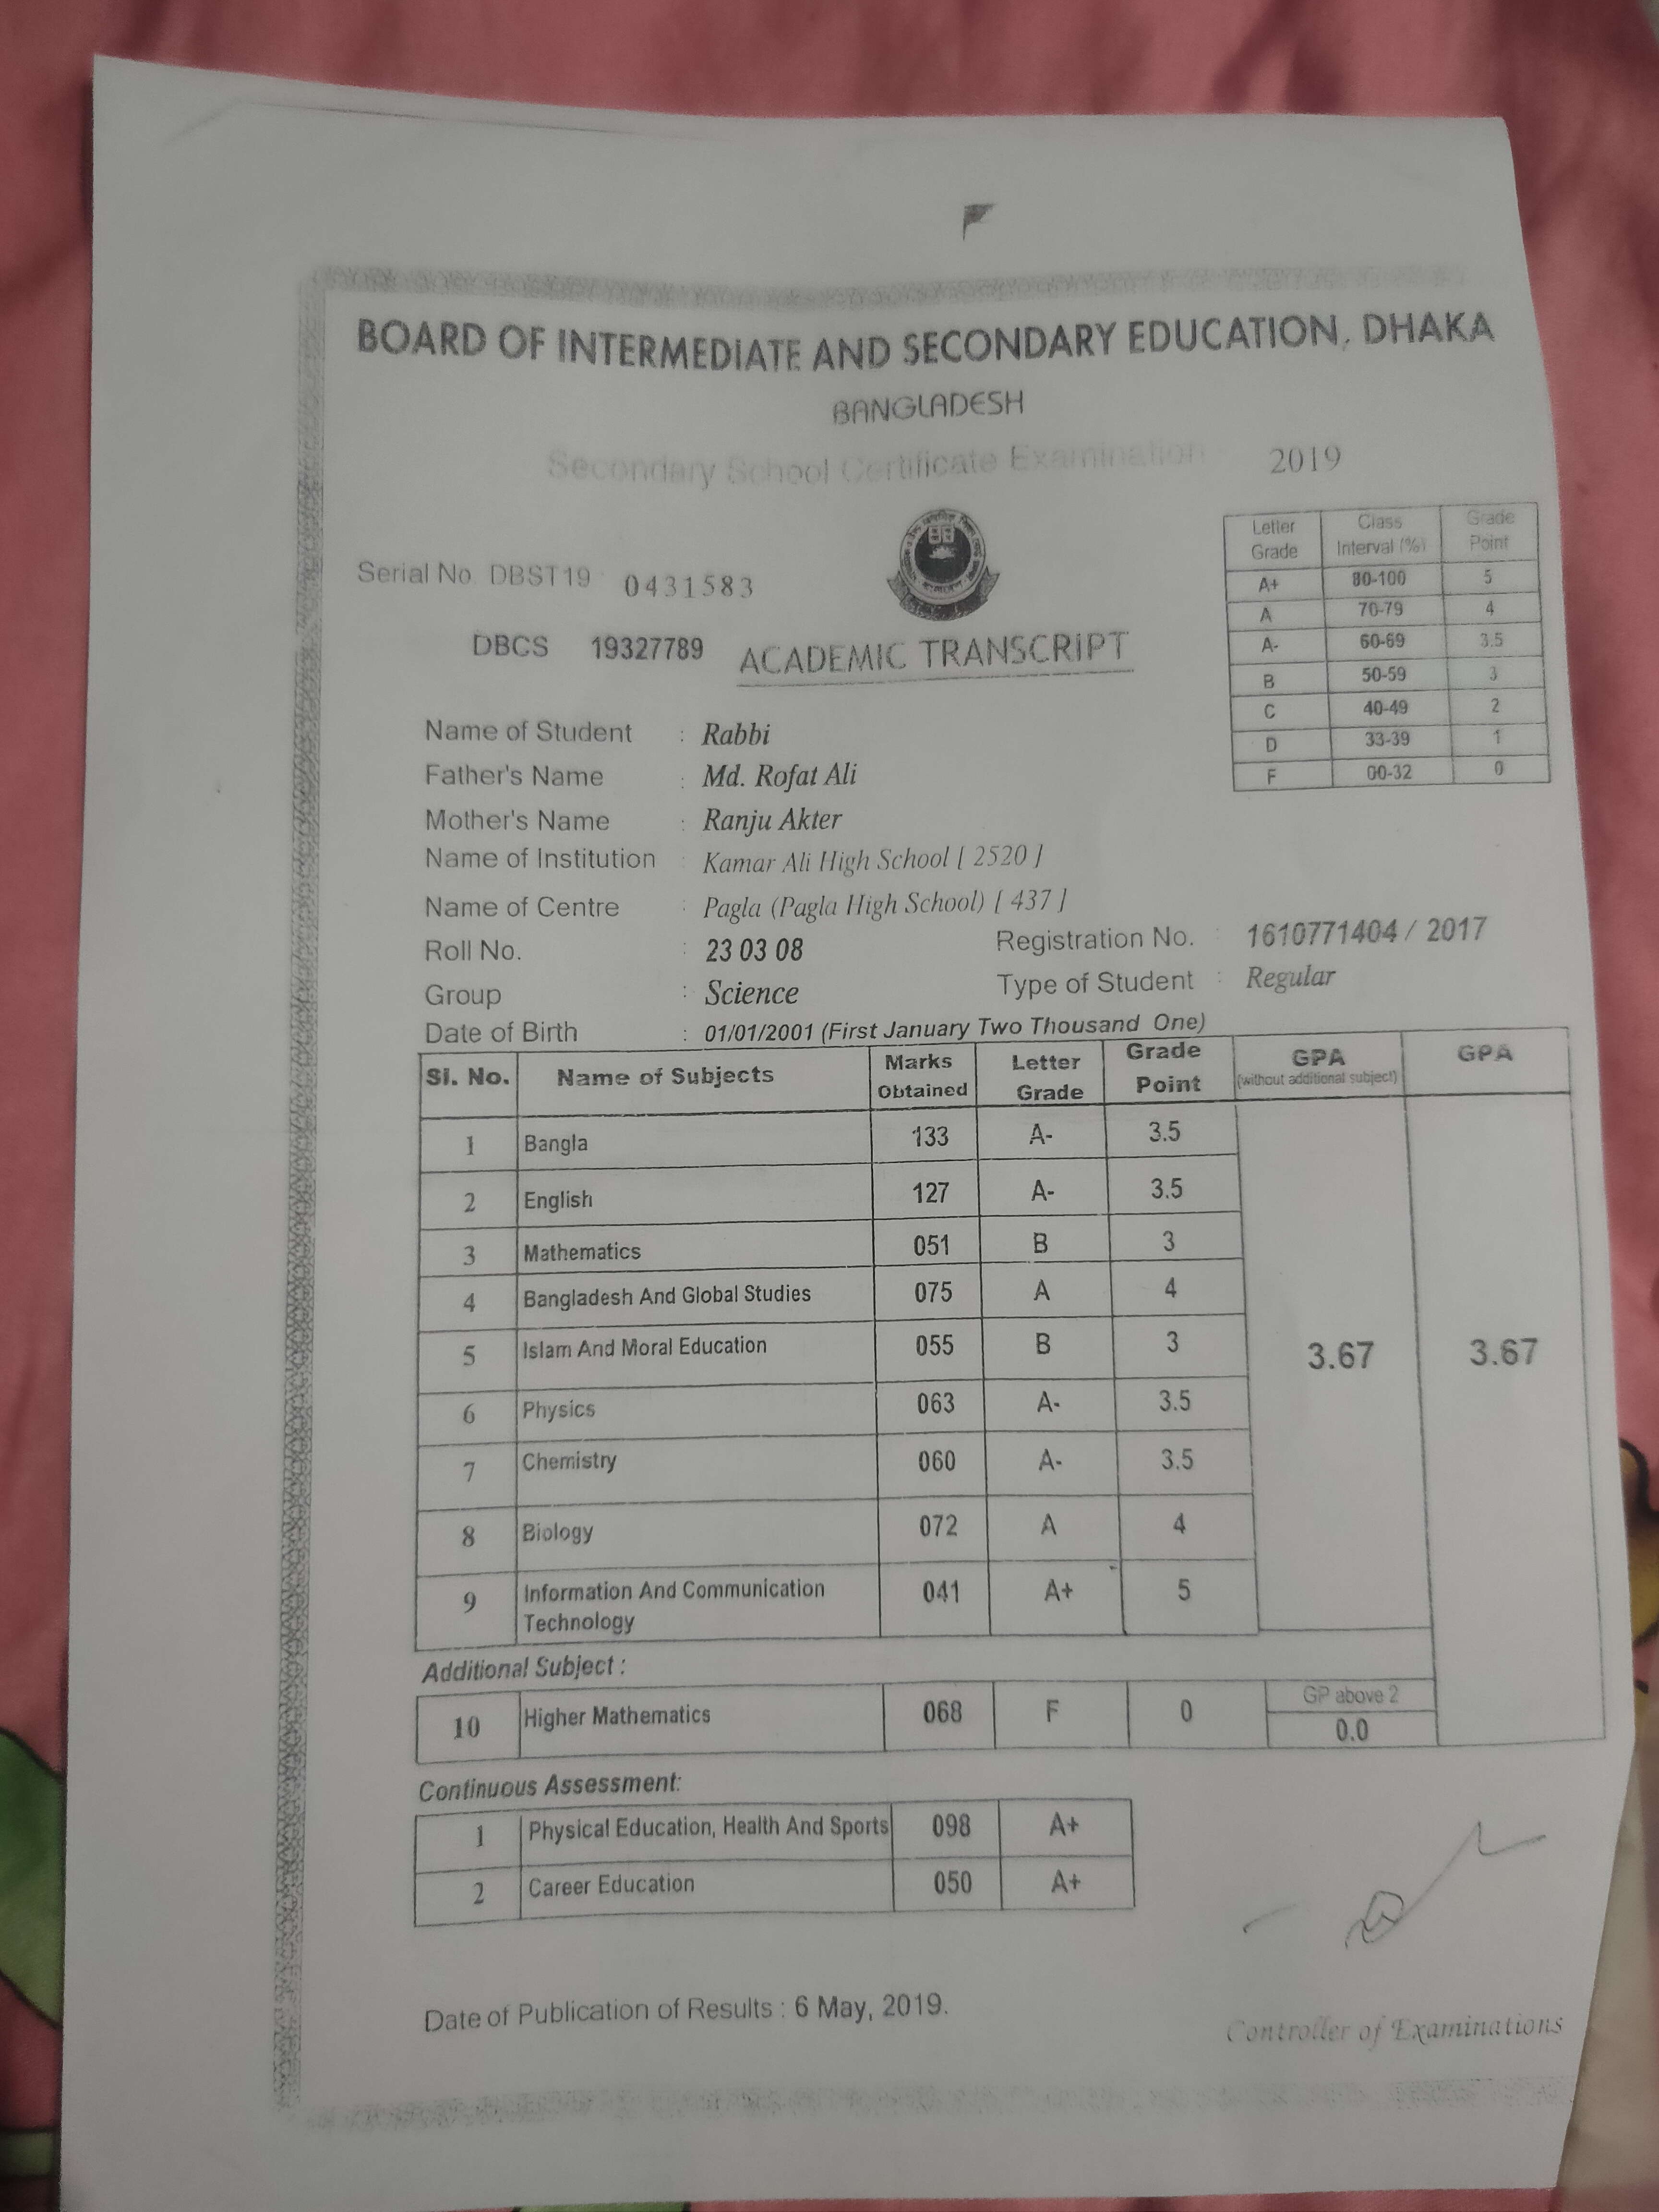 BOARD OF INTERMEDIATE AND SECONDARY EDUCATION, DHAKA
BANGLADESH
Secondary School Certificate Examination 2019
Serial No. DBST19 0431583
DBCS 19327789
ACADEMIC TRANSCRIPT
Letter Grade Class Interval (%) Grade Point
A+ 80-100 5
A 70-79 4
A- 60-69 3.5
B 50-59 3
C 40-49 2
D 33-39 1
F 00-32 0
Name of Student : Rabbi
Father's Name : Md. Rofat Ali
Mother's Name : Ranju Akter
Name of Institution : Kamar Ali High School [ 2520 ]
Name of Centre : Pagla (Pagla High School) [ 437 ]
Roll No. : 23 03 08 Registration No. : 1610771404 / 2017
Group : Science Type of Student : Regular
Date of Birth : 01/01/2001 (First January Two Thousand One)
Sl. No. Name of Subjects Marks Obtained Letter Grade Grade Point GPA (without additional subject) GPA
1 Bangla 133 A- 3.5
2 English 127 A- 3.5
3 Mathematics 051 B 3
4 Bangladesh And Global Studies 075 A 4
5 Islam And Moral Education 055 B 3 3.67 3.67
6 Physics 063 A- 3.5
7 Chemistry 060 A- 3.5
8 Biology 072 A 4
9 Information And Communication Technology 041 A+ 5
Additional Subject :
10 Higher Mathematics 068 F 0 GP above 2 0.0
Continuous Assessment:
1 Physical Education, Health And Sports 098 A+
2 Career Education 050 A+
Date of Publication of Results : 6 May, 2019.
Controller of Examinations